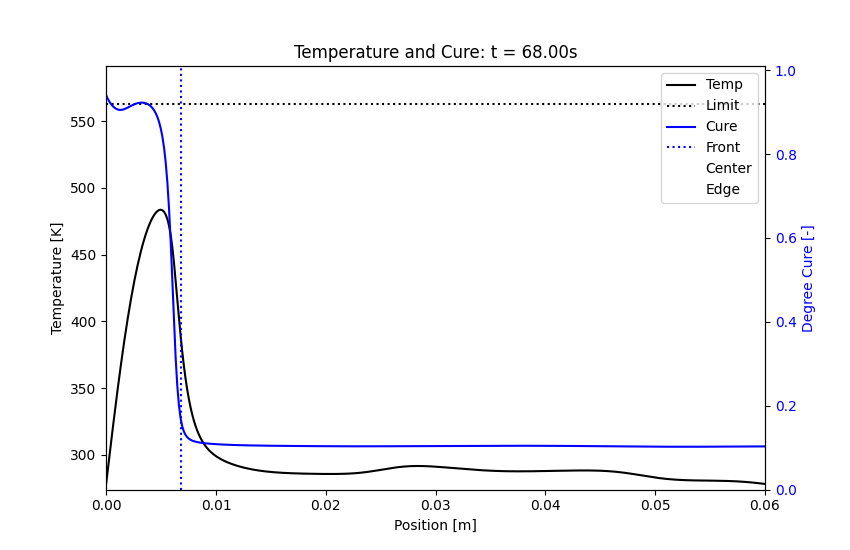 Temperature and Cure: t = 68.00s
Temp
Limit
Cure
Front
Center
Edge
Temperature [K]
550
500
450
400
350
300
Degree Cure [-]
1.0
0.8
0.6
0.4
0.2
0.0
0.00 0.01 0.02 0.03 0.04 0.05 0.06
Position [m]